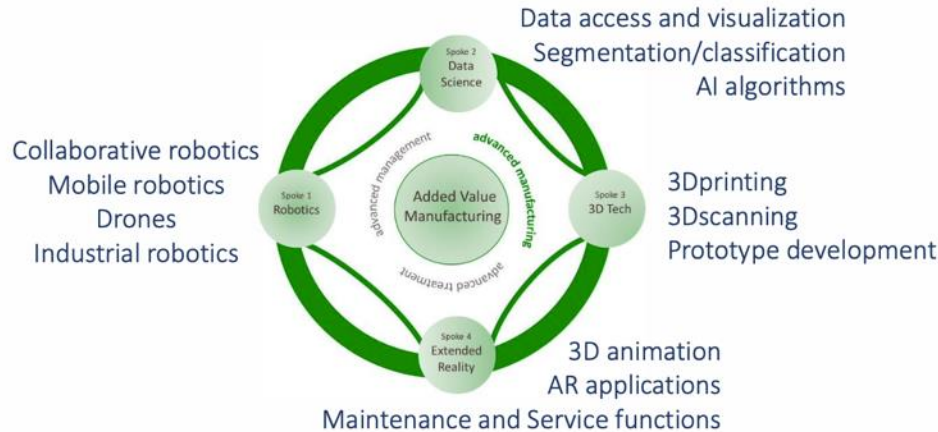 Data access and visualization
Segmentation/classification
AI algorithms
Spoke 2
Data
Science
Collaborative robotics
Mobile robotics
Drones
Industrial robotics
Spoke 1
Robotics
advanced management
advanced manufacturing
Added Value
Manufacturing
advanced treatment
Spoke 3
3D Tech
3Dprinting
3Dscanning
Prototype development
Spoke 4
Extended
Reality
3D animation
AR applications
Maintenance and Service functions